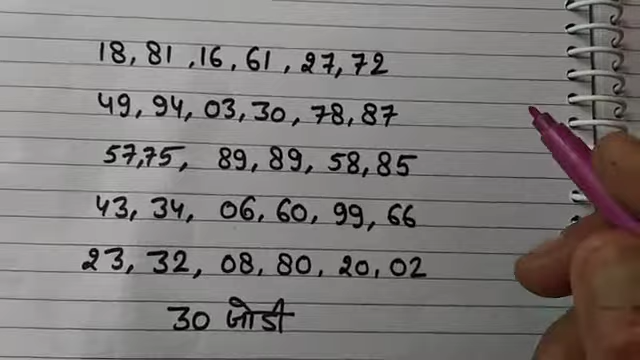 18, 81, 16, 61, 27, 72
49, 94, 03, 30, 78, 87
57, 75, 89, 89, 58, 85
43, 34, 06, 60, 99, 66
23, 32, 08, 80, 20, 02
30 जोडी